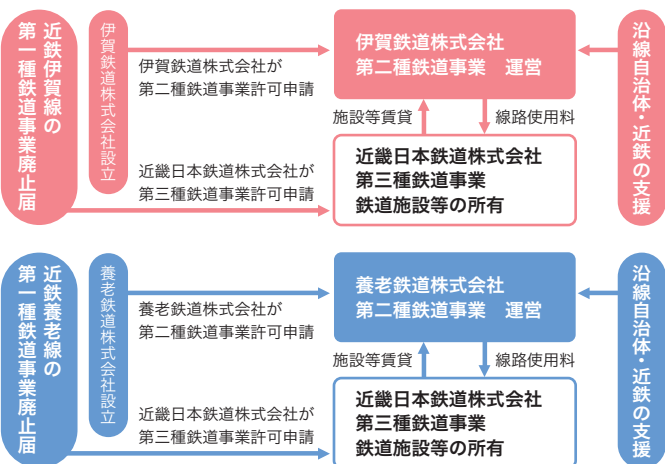 近鉄伊賀線の
第一種鉄道事業廃止届
伊賀鉄道株式会社設立
伊賀鉄道株式会社が
第二種鉄道事業許可申請
近畿日本鉄道株式会社が
第三種鉄道事業許可申請
伊賀鉄道株式会社
第二種鉄道事業　運営
施設等賃貸
線路使用料
近畿日本鉄道株式会社
第三種鉄道事業
鉄道施設等の所有
沿線自治体・近鉄の支援
近鉄養老線の
第一種鉄道事業廃止届
養老鉄道株式会社設立
養老鉄道株式会社が
第二種鉄道事業許可申請
近畿日本鉄道株式会社が
第三種鉄道事業許可申請
養老鉄道株式会社
第二種鉄道事業　運営
施設等賃貸
線路使用料
近畿日本鉄道株式会社
第三種鉄道事業
鉄道施設等の所有
沿線自治体・近鉄の支援